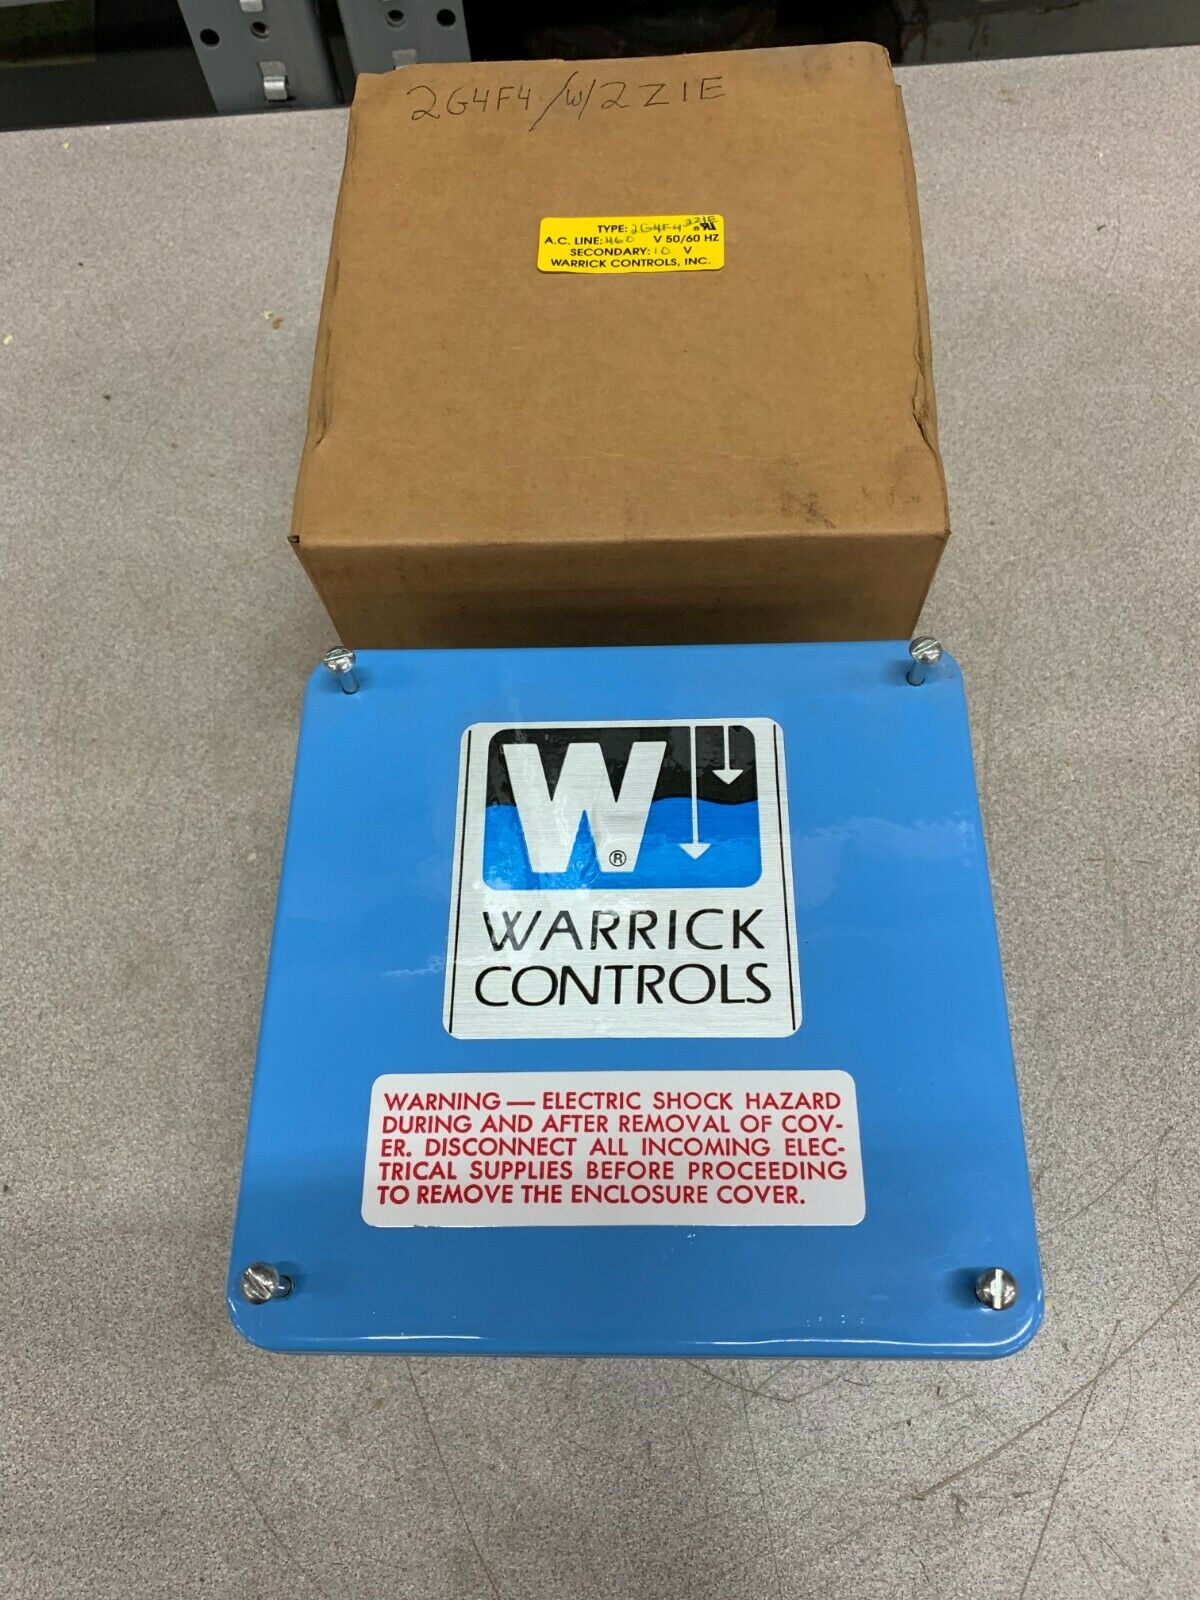 2G4F4/w/2Z1E
TYPE: 2G4F4 2Z1E
A.C. LINE: 460 V 50/60 HZ
SECONDARY: 10 V
WARRICK CONTROLS, INC.
W ®
WARRICK
CONTROLS
WARNING — ELECTRIC SHOCK HAZARD
DURING AND AFTER REMOVAL OF COV-
ER. DISCONNECT ALL INCOMING ELEC-
TRICAL SUPPLIES BEFORE PROCEEDING
TO REMOVE THE ENCLOSURE COVER.